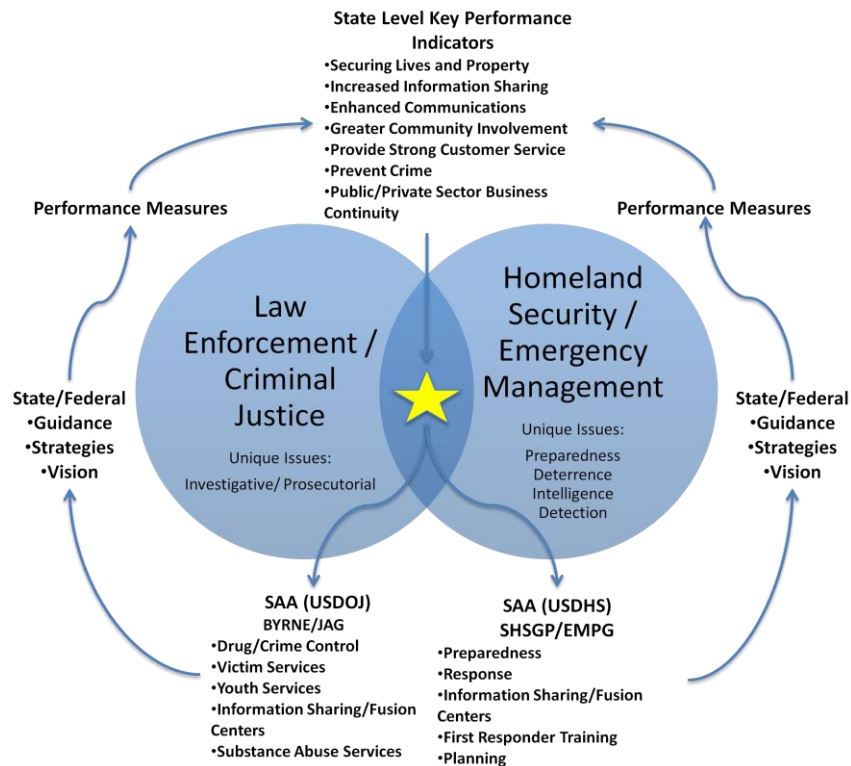 State Level Key Performance
Indicators
•Securing Lives and Property
•Increased Information Sharing
•Enhanced Communications
•Greater Community Involvement
•Provide Strong Customer Service
•Prevent Crime
•Public/Private Sector Business
Continuity
Performance Measures
Performance Measures
Law
Enforcement /
Criminal
Justice
Unique Issues:
Investigative/ Prosecutorial
Homeland
Security /
Emergency
Management
Unique Issues:
Preparedness
Deterrence
Intelligence
Detection
State/Federal
•Guidance
•Strategies
•Vision
State/Federal
•Guidance
•Strategies
•Vision
SAA (USDOJ)
BYRNE/JAG
•Drug/Crime Control
•Victim Services
•Youth Services
•Information Sharing/Fusion
Centers
•Substance Abuse Services
SAA (USDHS)
SHSGP/EMPG
•Preparedness
•Response
•Information Sharing/Fusion
Centers
•First Responder Training
•Planning